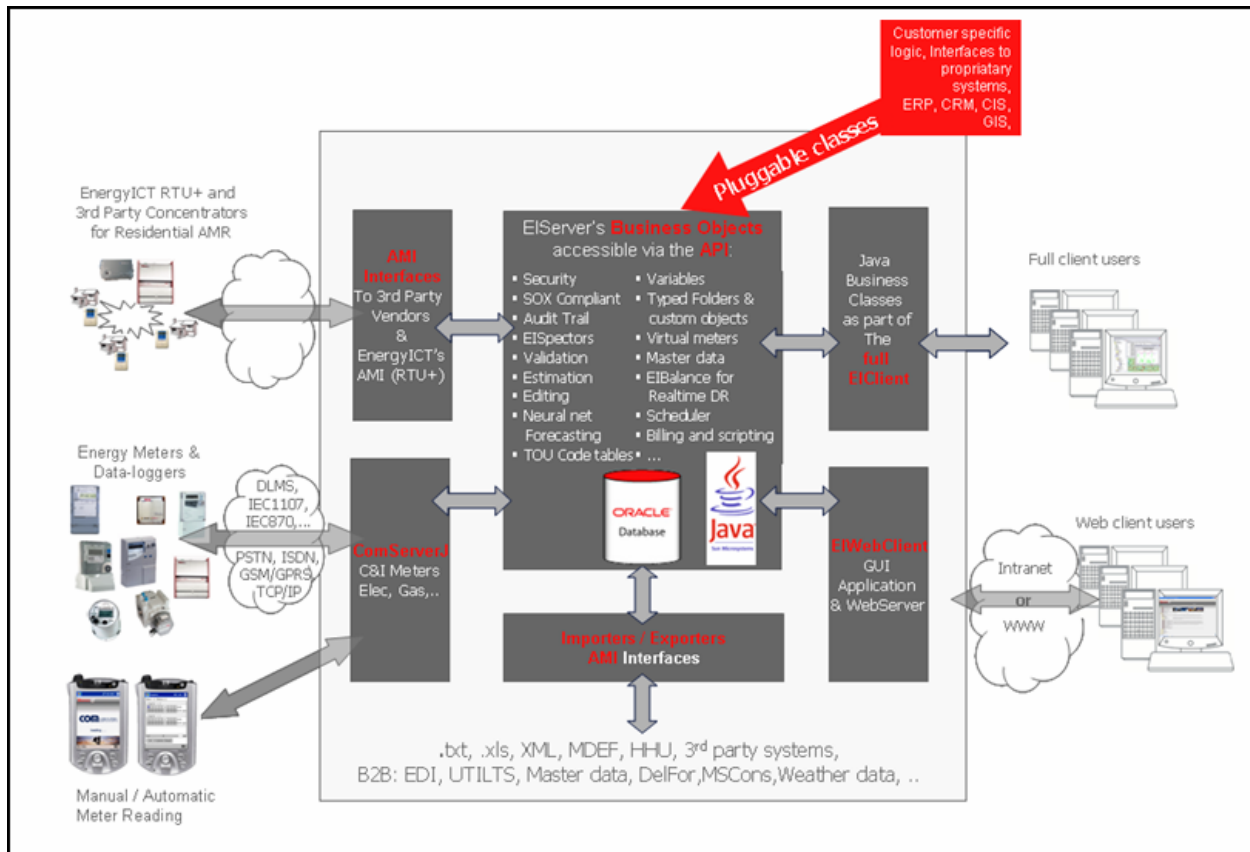 Customer specific
logic, Interfaces to
propriatary
systems,
ERP, CRM, CIS,
GIS,
Pluggable classes
EnergyICT RTU+ and
3rd Party Concentrators
for Residential AMR
AMI
Interfaces
To 3rd Party
Vendors
&
EnergyICT's
AMI (RTU+)
EIServer's Business Objects
accessible via the API:
▪ Security
▪ SOX Compliant
▪ Audit Trail
▪ EISpectors
▪ Validation
▪ Estimation
▪ Editing
▪ Neural net
Forecasting
▪ TOU Code tables
▪ Variables
▪ Typed Folders &
custom objects
▪ Virtual meters
▪ Master data
▪ EIBalance for
Realtime DR
▪ Scheduler
▪ Billing and scripting
▪ ...
ORACLE
Database
Java
Sun Microsystems
Java
Business
Classes
as part of
The
full
EIClient
Full client users
Energy Meters &
Data-loggers
DLMS,
IEC1107,
IEC870,...
PSTN, ISDN,
GSM/GPRS,
TCP/IP
ComServerJ
C&I Meters
Elec, Gas,..
EIWebClient
GUI
Application
& WebServer
Intranet
or
WWW
Web client users
Importers / Exporters
AMI Interfaces
.txt, .xls, XML, MDEF, HHU, 3rd party systems,
B2B: EDI, UTILTS, Master data, DelFor,MSCons,Weather data, ..
COM
Manual / Automatic
Meter Reading